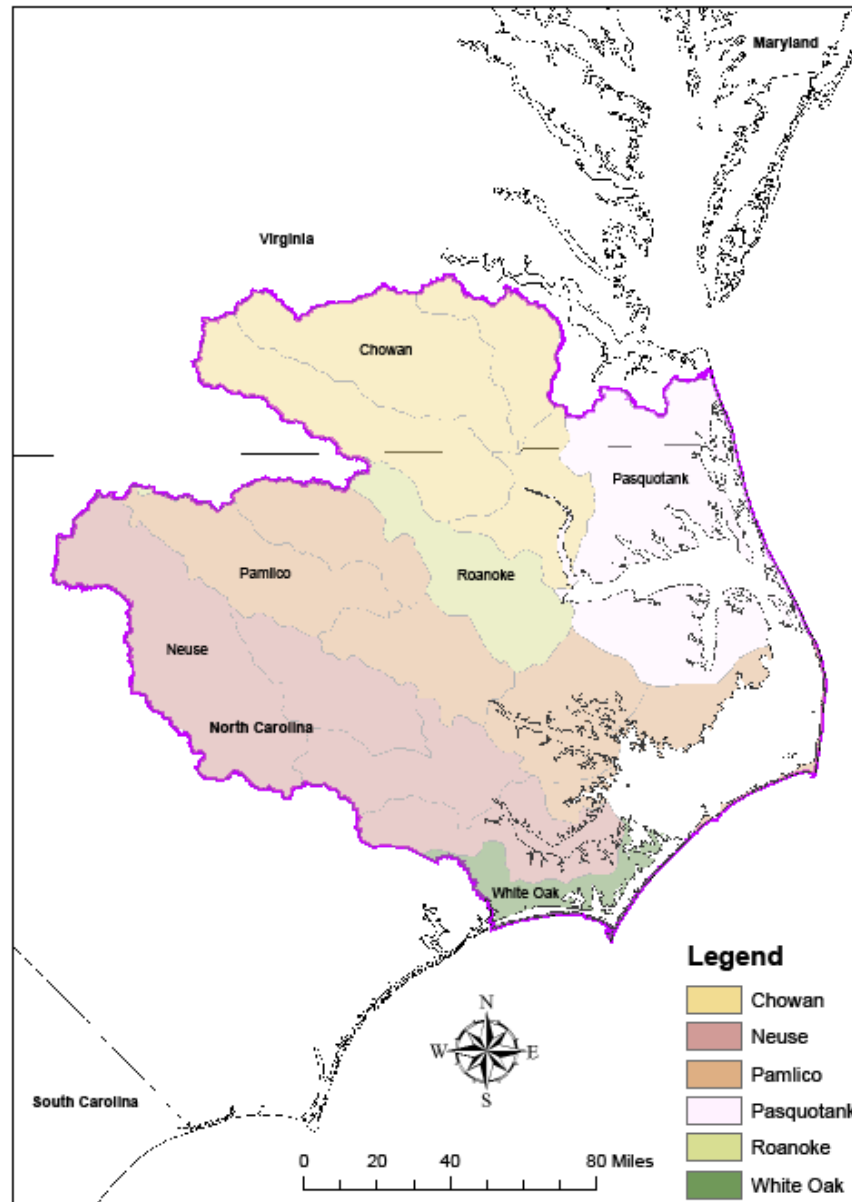 Maryland
Virginia
Chowan
Pasquotank
Pamlico
Roanoke
Neuse
North Carolina
White Oak
Legend
Chowan
Neuse
Pamlico
Pasquotank
Roanoke
White Oak
N
W E
S
South Carolina
0 20 40 80 Miles